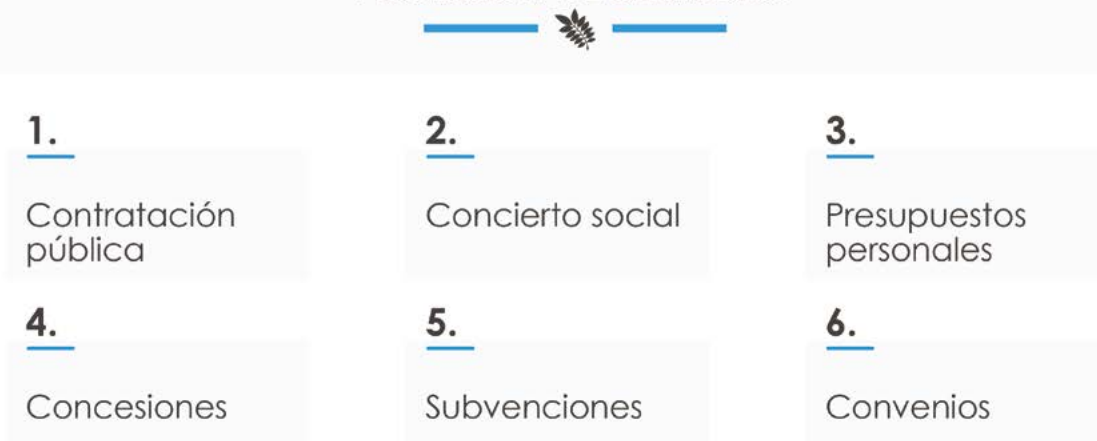 1.
2.
3.
Contratación
pública
Concierto social
Presupuestos
personales
4.
5.
6.
Concesiones
Subvenciones
Convenios